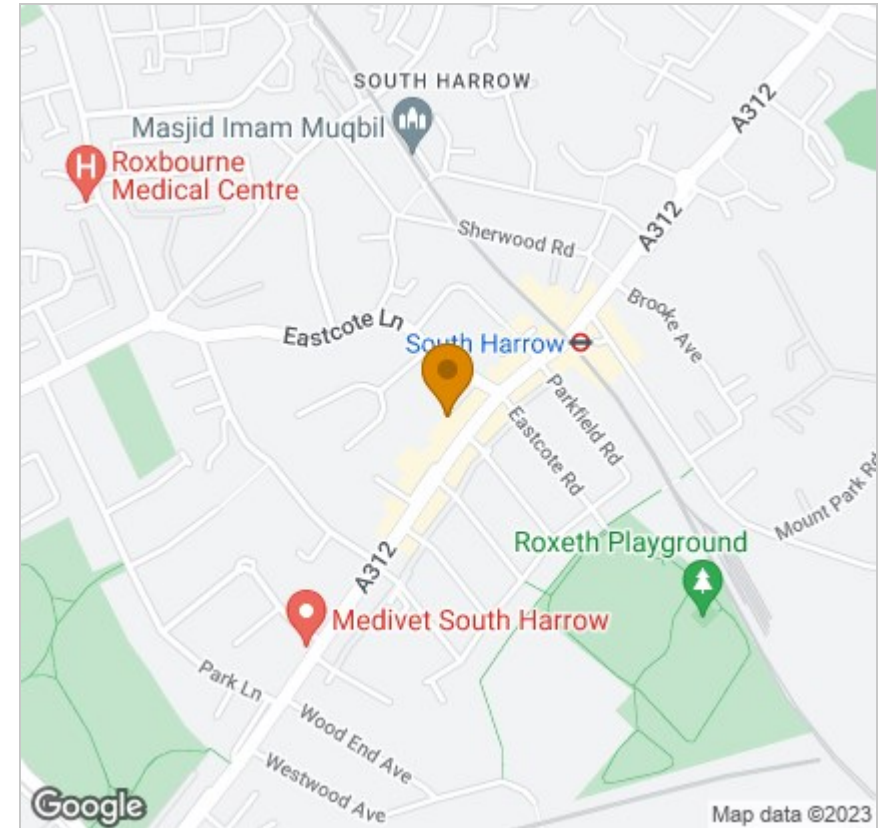 SOUTH HARROW
Masjid Imam Muqbil
A312
Roxbourne
Medical Centre
A312
Sherwood Rd
Brooke Ave
Eastcote Ln
South Harrow
Parkfield Rd
Eastcote Rd
Mount Park Rd
A312
Roxeth Playground
Medivet South Harrow
Park Ln
Wood End Ave
Westwood Ave
Google
Map data ©2023